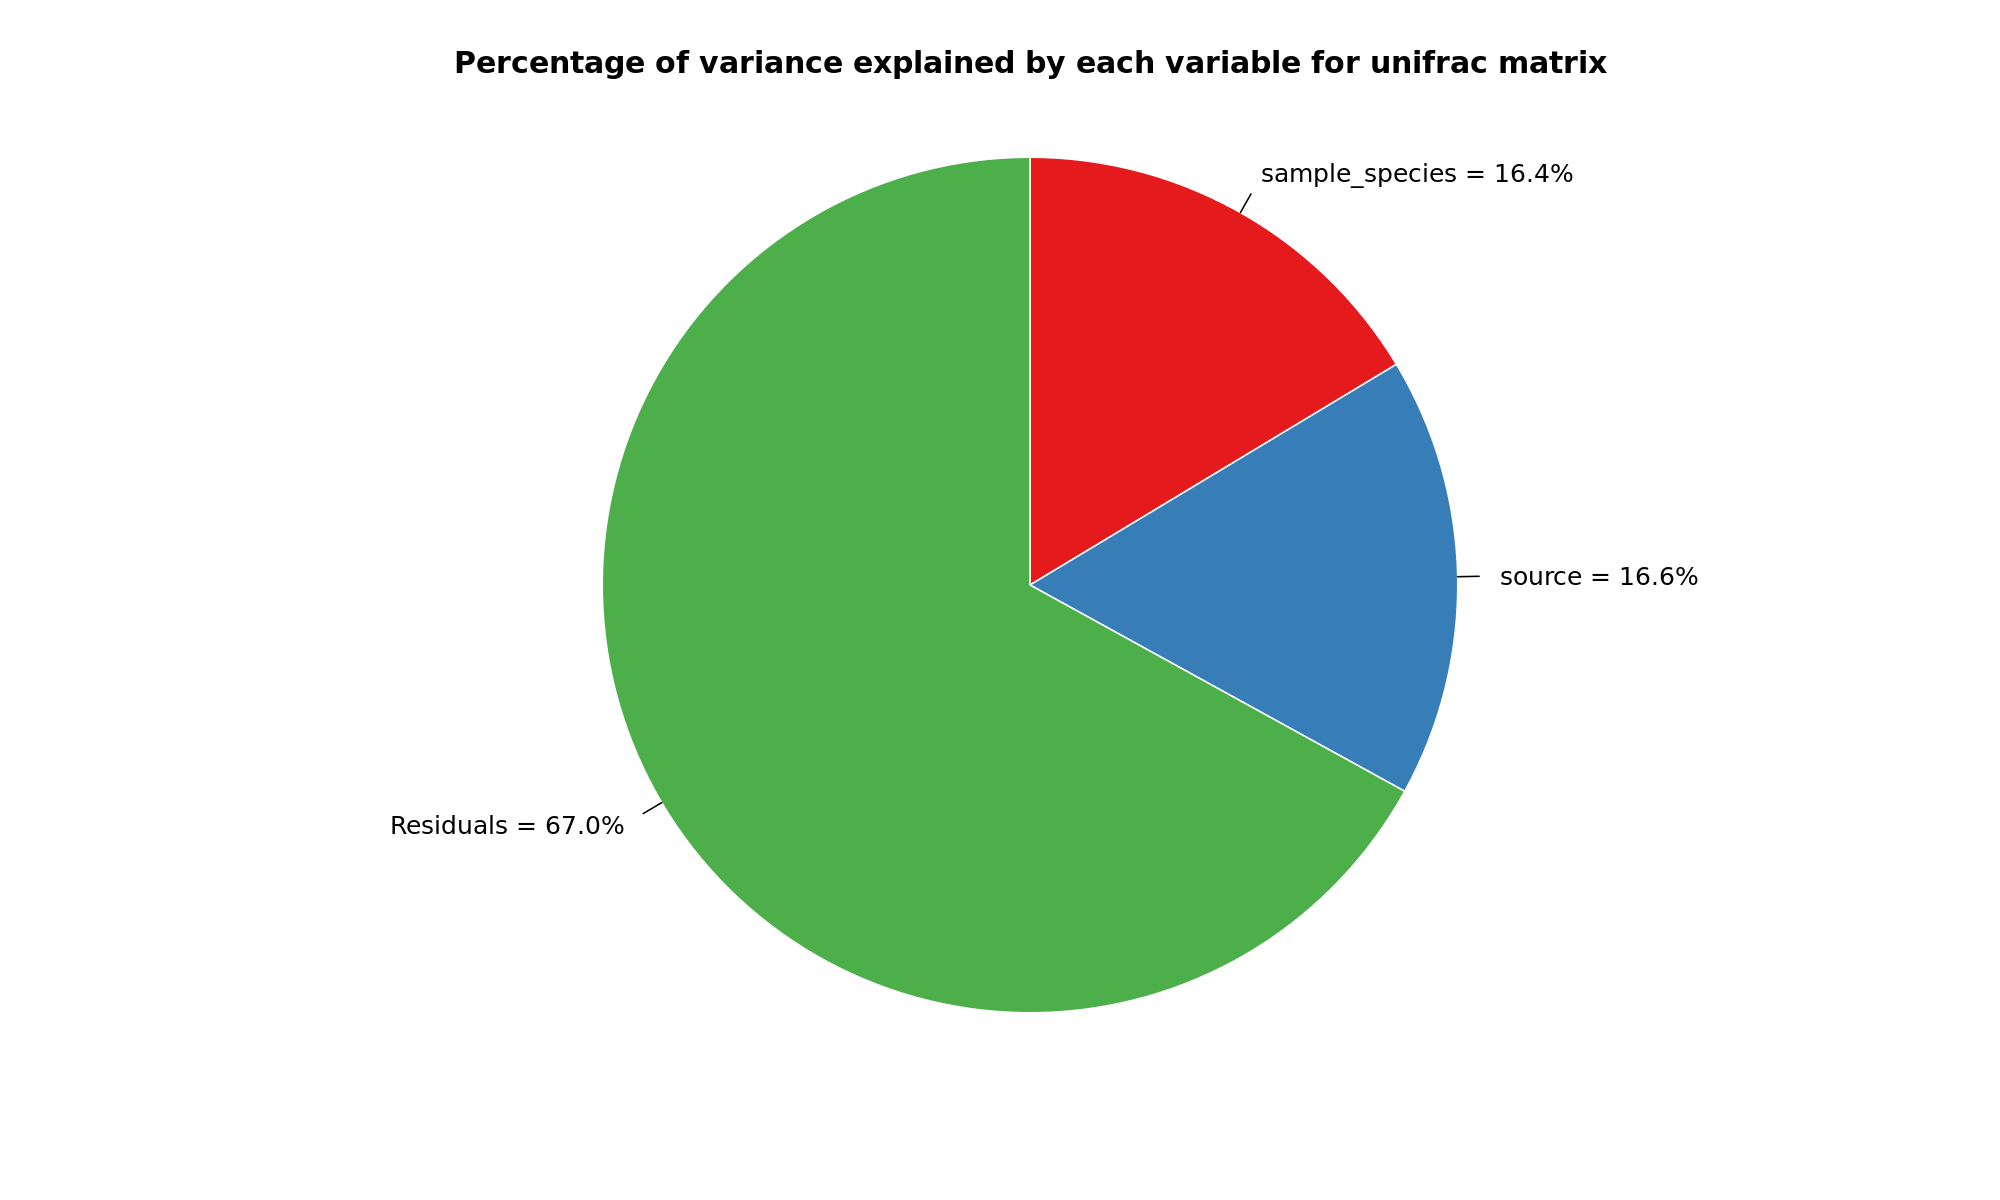 Percentage of variance explained by each variable for unifrac matrix
sample_species = 16.4%
source = 16.6%
Residuals = 67.0%